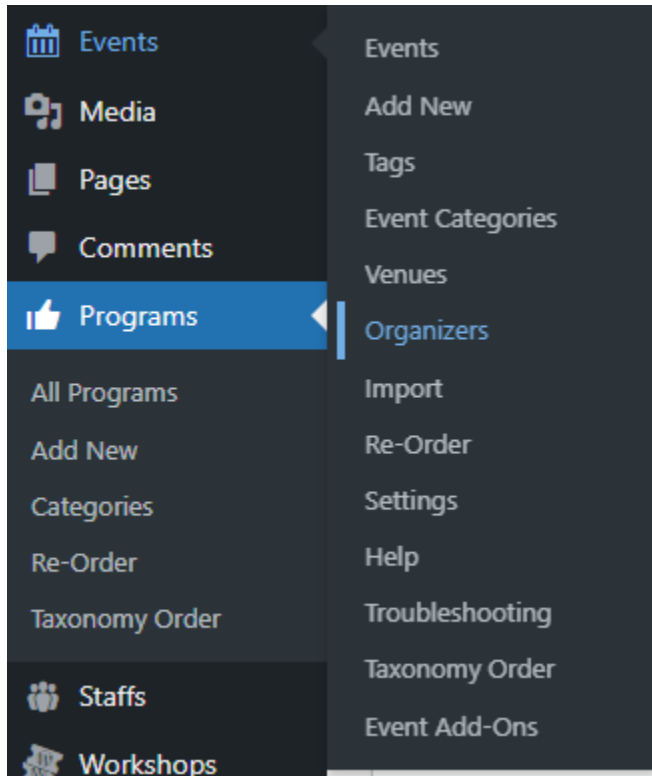 Events
Media
Pages
Comments
Programs
All Programs
Add New
Categories
Re-Order
Taxonomy Order
Staffs
Workshops
Events
Add New
Tags
Event Categories
Venues
Organizers
Import
Re-Order
Settings
Help
Troubleshooting
Taxonomy Order
Event Add-Ons